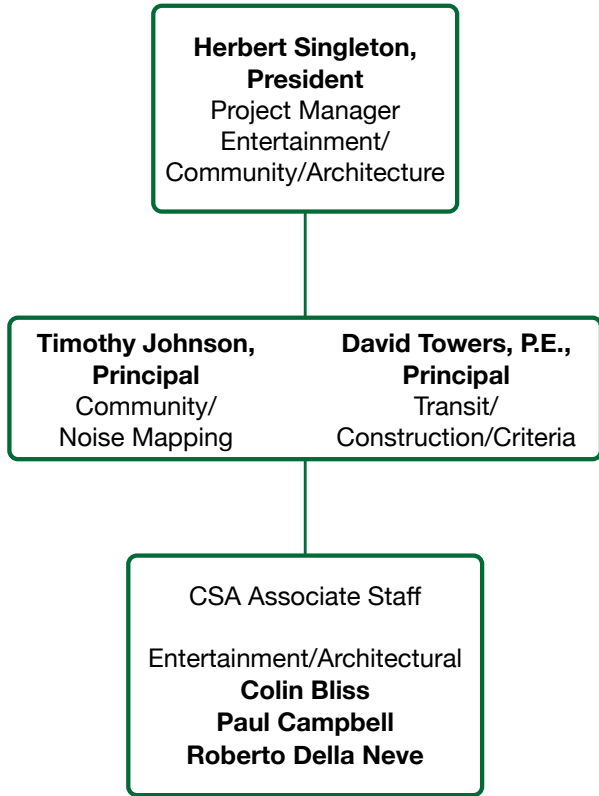 Herbert Singleton,
President
Project Manager
Entertainment/
Community/Architecture
Timothy Johnson,
Principal
Community/
Noise Mapping
David Towers, P.E.,
Principal
Transit/
Construction/Criteria
CSA Associate Staff
Entertainment/Architectural
Colin Bliss
Paul Campbell
Roberto Della Neve